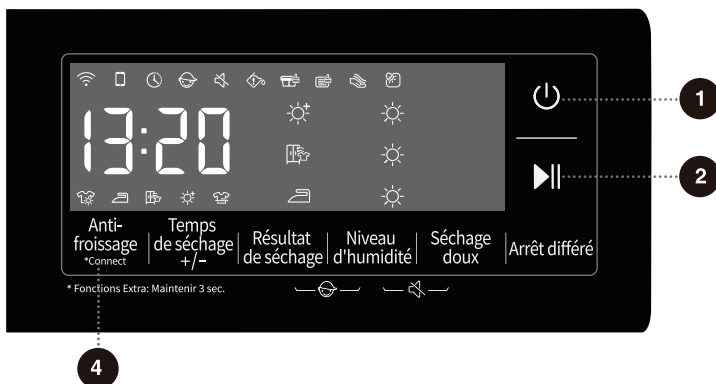 1
13:20
2
Anti-
froissage
*Connect
Temps
de séchage
+/−
Résultat
de séchage
Niveau
d'humidité
Séchage
doux
Arrêt différé
* Fonctions Extra: Maintenir 3 sec.
4